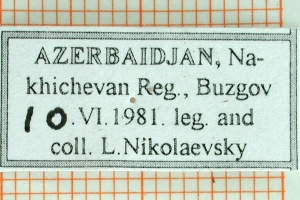 AZERBAIDJAN, Na-
khichevan Reg., Buzgov
10.VI.1981. leg. and
coll. L.Nikolaevsky